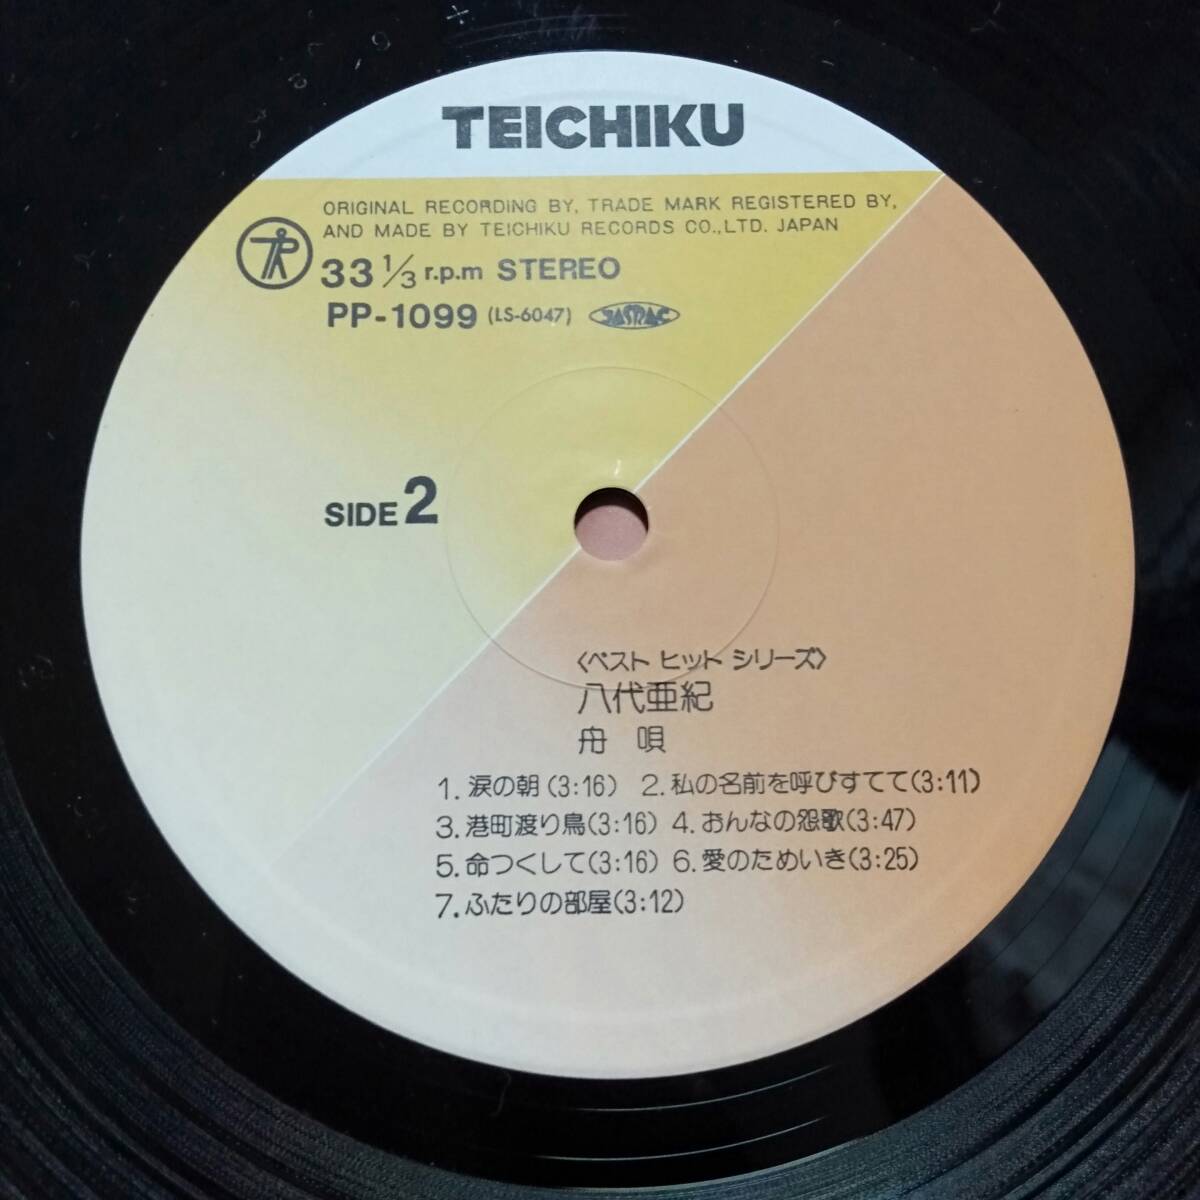 TEICHIKU
ORIGINAL RECORDING BY, TRADE MARK REGISTERED BY,
AND MADE BY TEICHIKU RECORDS CO.,LTD. JAPAN
33 1/3 r.p.m STEREO
PP-1099 (LS-6047) JASRAC
SIDE 2
〈ベスト ヒット シリーズ〉
八代亜紀
舟 唄
1. 涙の朝(3:16) 2. 私の名前を呼びすてて(3:11)
3. 港町渡り鳥(3:16) 4. おんなの怨歌(3:47)
5. 命つくして(3:16) 6. 愛のためいき(3:25)
7. ふたりの部屋(3:12)